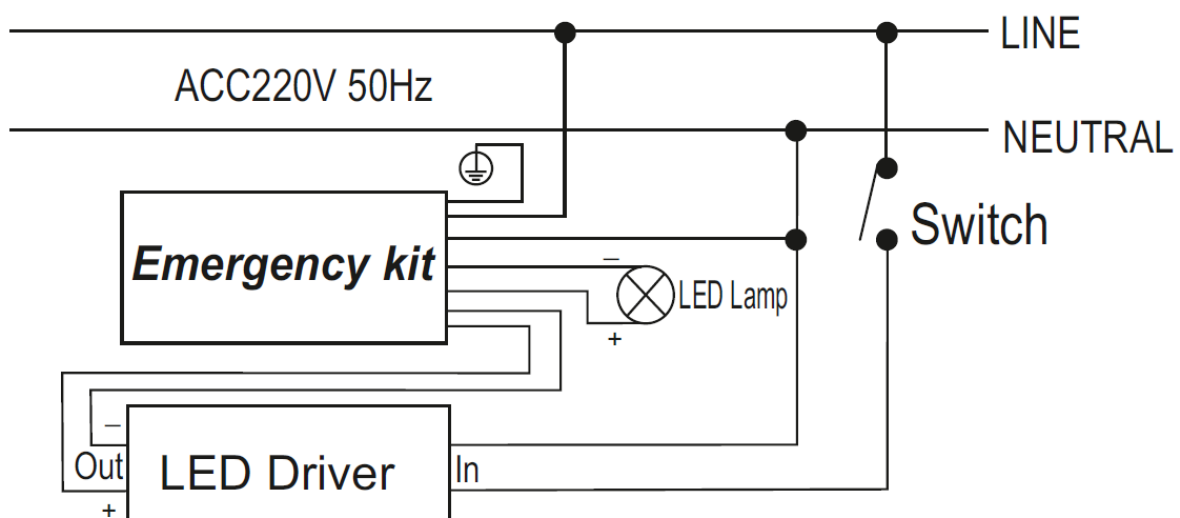 LINE
ACC220V 50Hz
NEUTRAL
Switch
Emergency kit
–
LED Lamp
+
–
Out
LED Driver
In
+